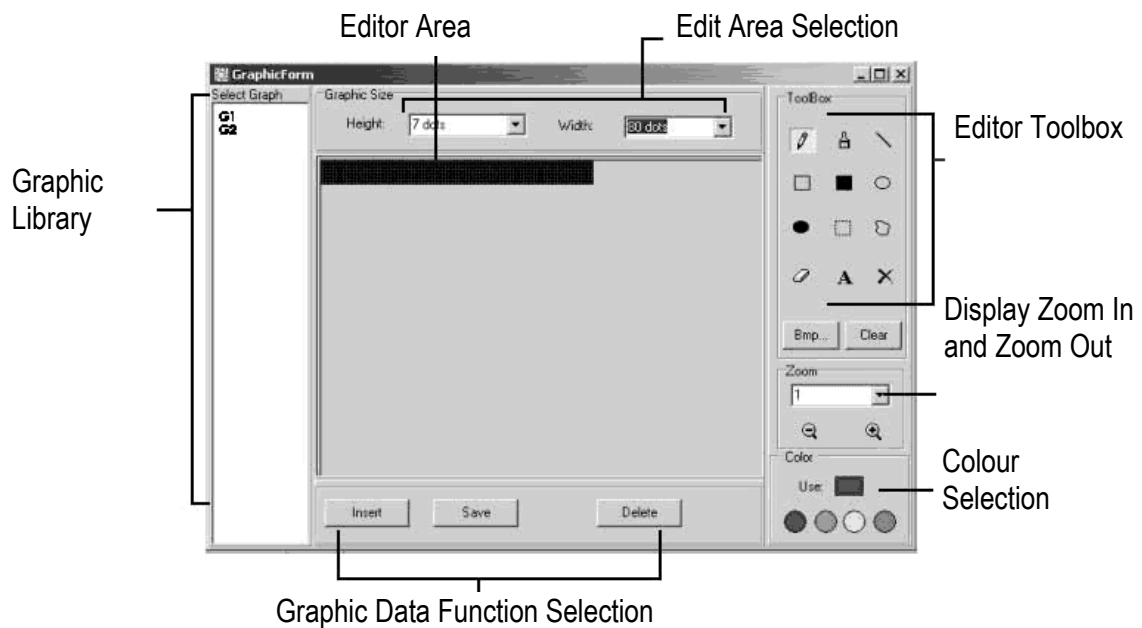 Editor Area
Edit Area Selection
GraphicForm
Select Graph
Graphic Size
ToolBox
G1
G2
Height:
7 dots
Width:
80 dots
Editor Toolbox
Graphic
Library
A
Display Zoom In
and Zoom Out
Bmp...
Clear
Zoom
1
Color
Use:
Colour
Selection
Insert
Save
Delete
Graphic Data Function Selection